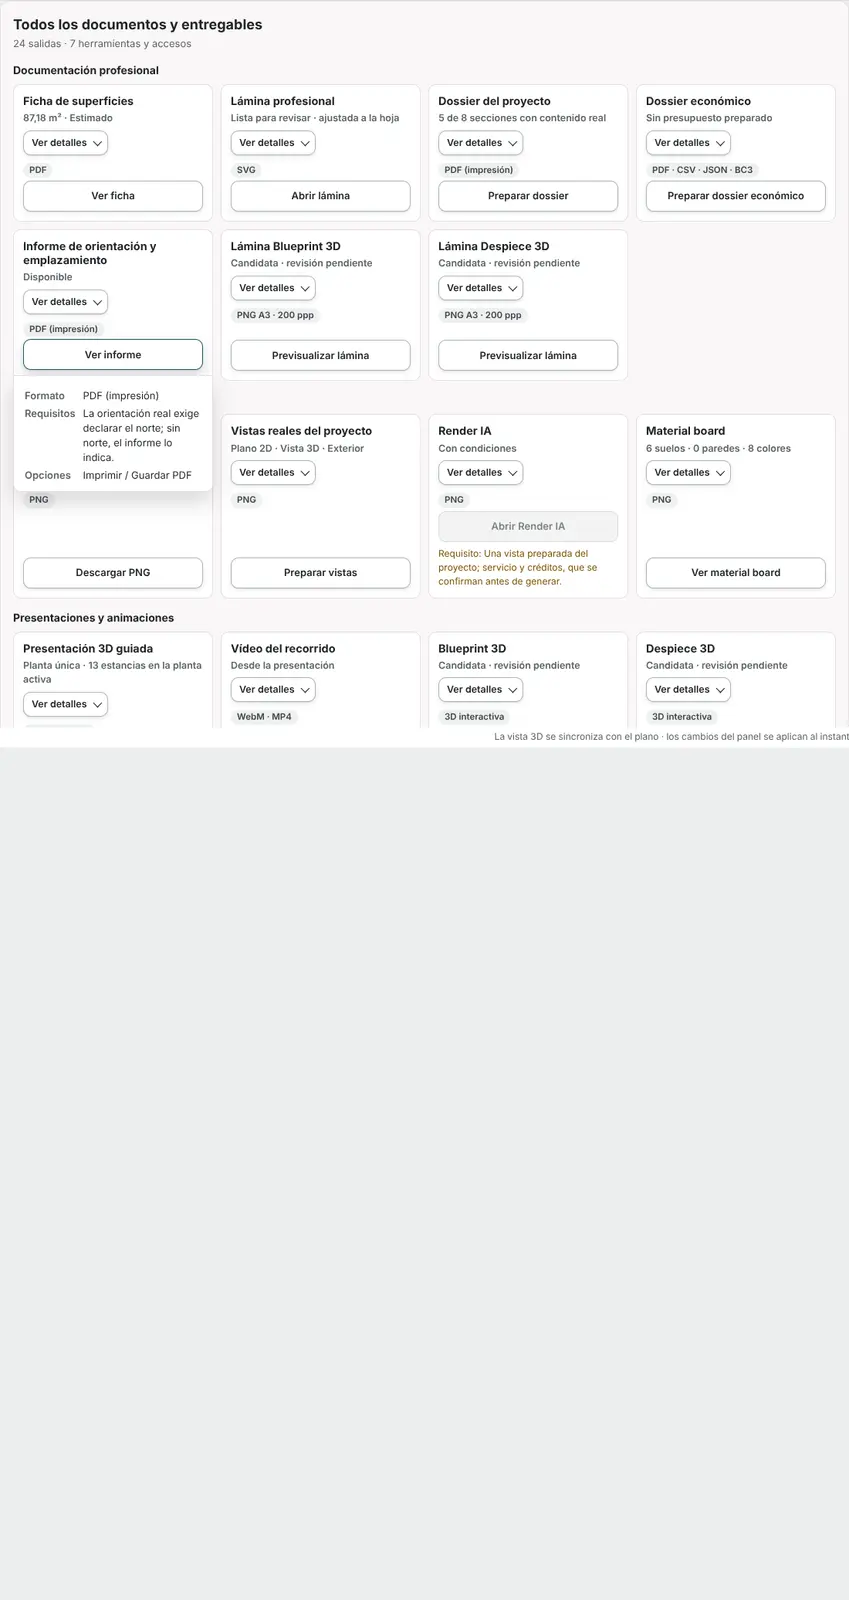 Todos los documentos y entregables
24 salidas · 7 herramientas y accesos
Documentación profesional
Ficha de superficies
87,18 m² · Estimado
Ver detalles
PDF
Ver ficha
Lámina profesional
Lista para revisar · ajustada a la hoja
Ver detalles
SVG
Abrir lámina
Dossier del proyecto
5 de 8 secciones con contenido real
Ver detalles
PDF (impresión)
Preparar dossier
Dossier económico
Sin presupuesto preparado
Ver detalles
PDF · CSV · JSON · BC3
Preparar dossier económico
Informe de orientación y
emplazamiento
Disponible
Ver detalles
PDF (impresión)
Ver informe
Formato PDF (impresión)
Requisitos La orientación real exige
declarar el norte; sin
norte, el informe lo
indica.
Opciones Imprimir / Guardar PDF
Lámina Blueprint 3D
Candidata · revisión pendiente
Ver detalles
PNG A3 · 200 ppp
Previsualizar lámina
Lámina Despiece 3D
Candidata · revisión pendiente
Ver detalles
PNG A3 · 200 ppp
Previsualizar lámina
PNG
Descargar PNG
Vistas reales del proyecto
Plano 2D · Vista 3D · Exterior
Ver detalles
PNG
Preparar vistas
Render IA
Con condiciones
Ver detalles
PNG
Abrir Render IA
Requisito: Una vista preparada del
proyecto; servicio y créditos, que se
confirman antes de generar.
Material board
6 suelos · 0 paredes · 8 colores
Ver detalles
PNG
Ver material board
Presentaciones y animaciones
Presentación 3D guiada
Planta única · 13 estancias en la planta
activa
Ver detalles
Vídeo del recorrido
Desde la presentación
Ver detalles
WebM · MP4
Blueprint 3D
Candidata · revisión pendiente
Ver detalles
3D interactiva
Despiece 3D
Candidata · revisión pendiente
Ver detalles
3D interactiva
La vista 3D se sincroniza con el plano · los cambios del panel se aplican al instant